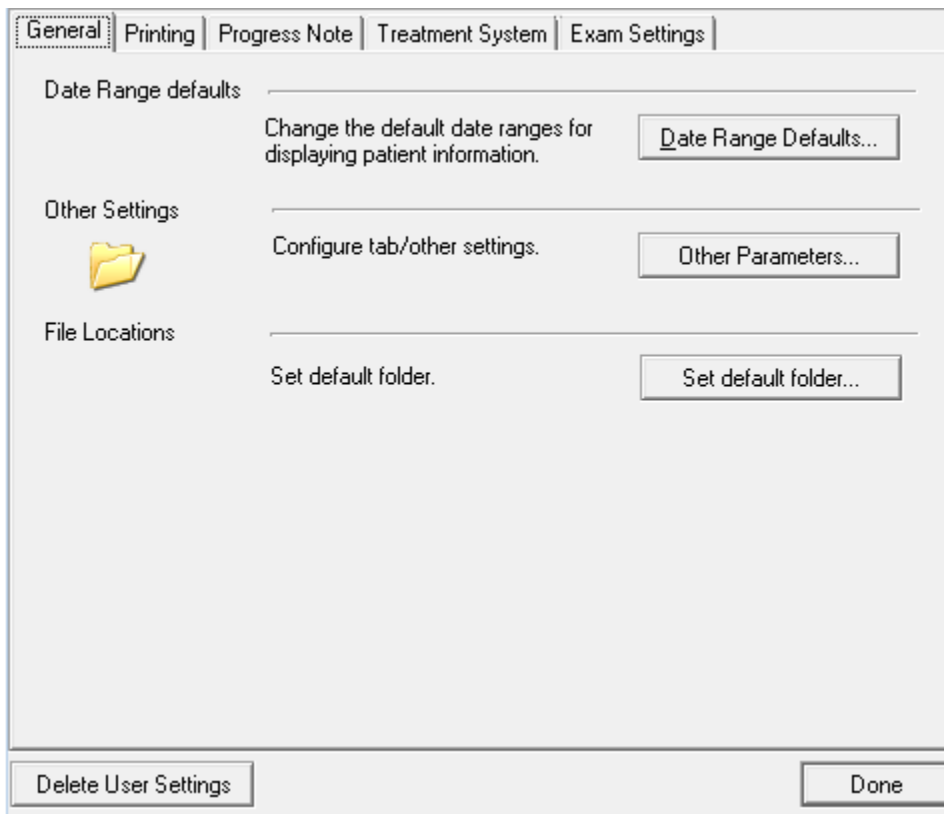 General Printing Progress Note Treatment System Exam Settings
Date Range defaults
Change the default date ranges for
displaying patient information.
Date Range Defaults...
Other Settings
Configure tab/other settings.
Other Parameters...
File Locations
Set default folder.
Set default folder...
Delete User Settings
Done